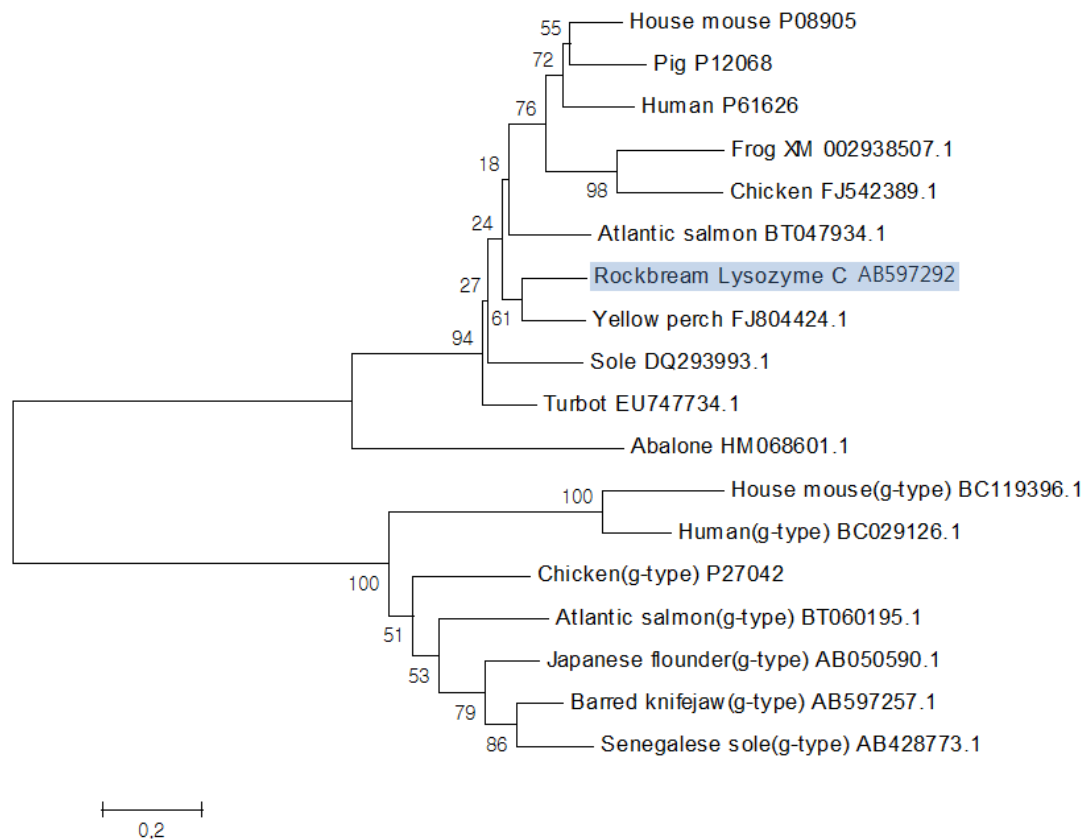 55
House mouse P08905
72
Pig P12068
76
Human P61626
18
Frog XM 002938507.1
98
Chicken FJ542389.1
24
Atlantic salmon BT047934.1
27
Rockbream Lysozyme C AB597292
61
Yellow perch FJ804424.1
94
Sole DQ293993.1
Turbot EU747734.1
Abalone HM068601.1
100
House mouse(g-type) BC119396.1
Human(g-type) BC029126.1
100
Chicken(g-type) P27042
51
Atlantic salmon(g-type) BT060195.1
53
Japanese flounder(g-type) AB050590.1
79
Barred knifejaw(g-type) AB597257.1
86
Senegalese sole(g-type) AB428773.1
0,2